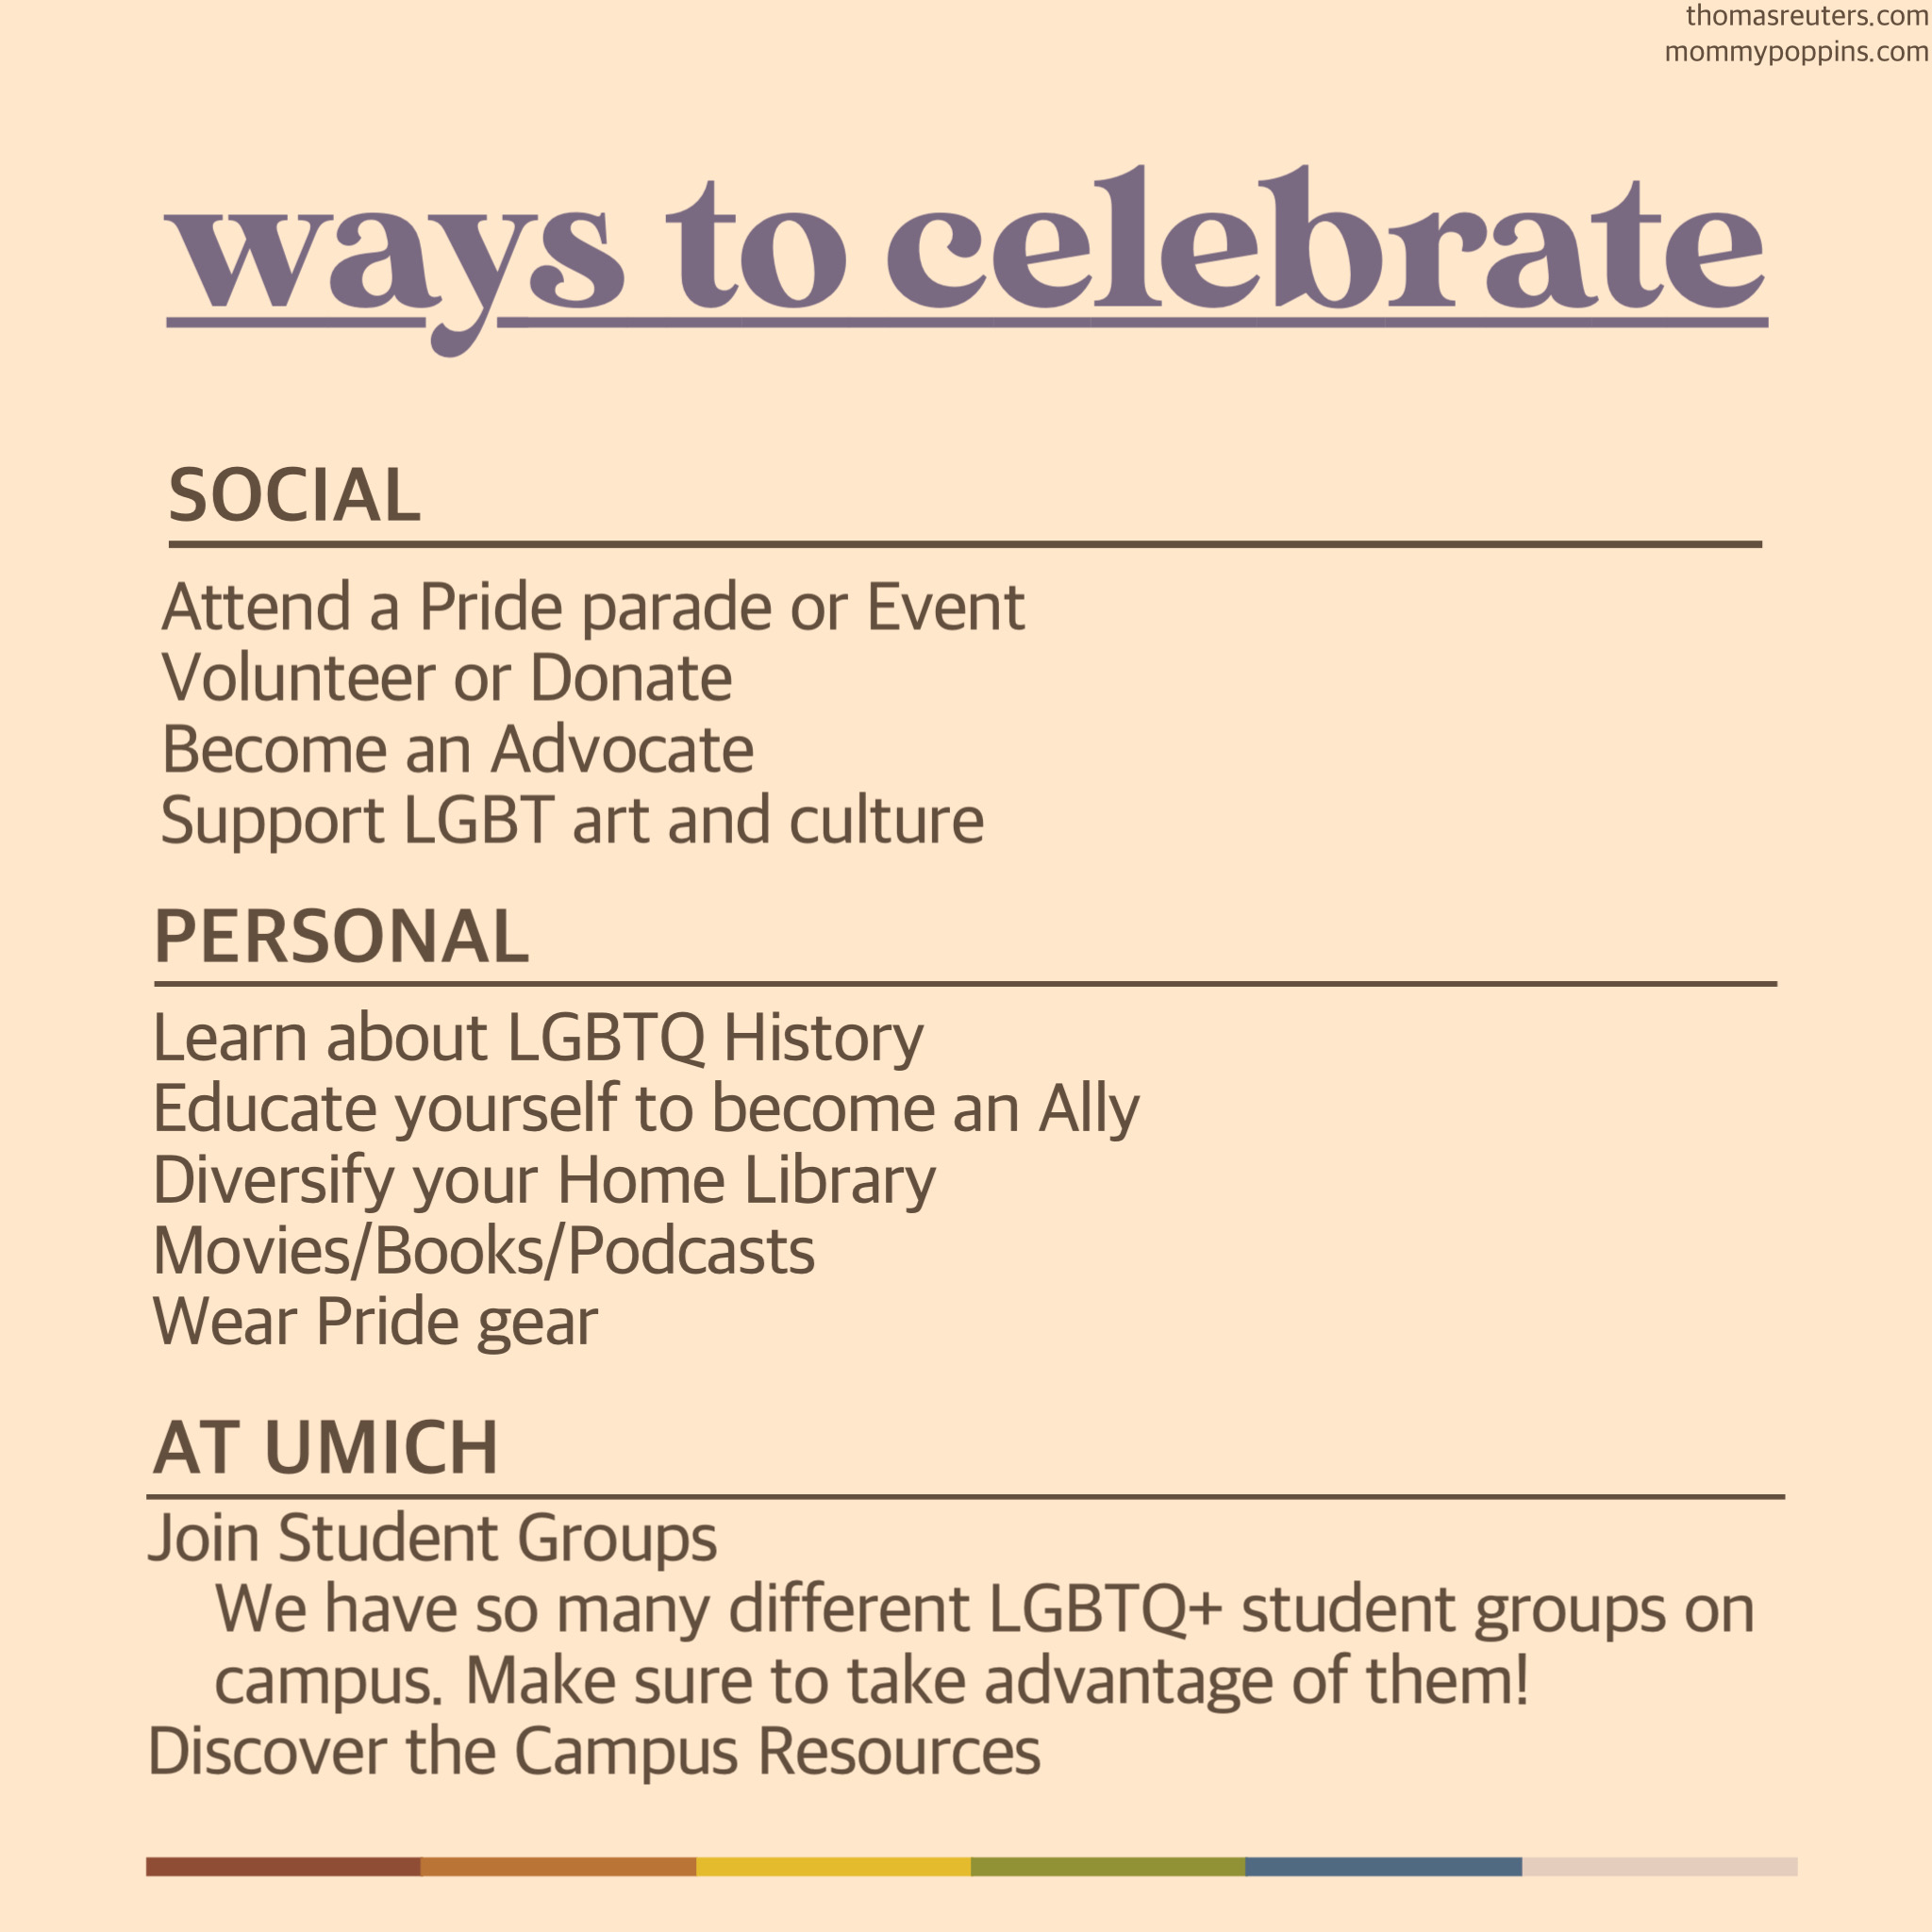 thomasreuters.com
mommypoppins.com
ways to celebrate
SOCIAL
Attend a Pride parade or Event
Volunteer or Donate
Become an Advocate
Support LGBT art and culture
PERSONAL
Learn about LGBTQ History
Educate yourself to become an Ally
Diversify your Home Library
Movies/Books/Podcasts
Wear Pride gear
AT UMICH
Join Student Groups
We have so many different LGBTQ+ student groups on
campus. Make sure to take advantage of them!
Discover the Campus Resources